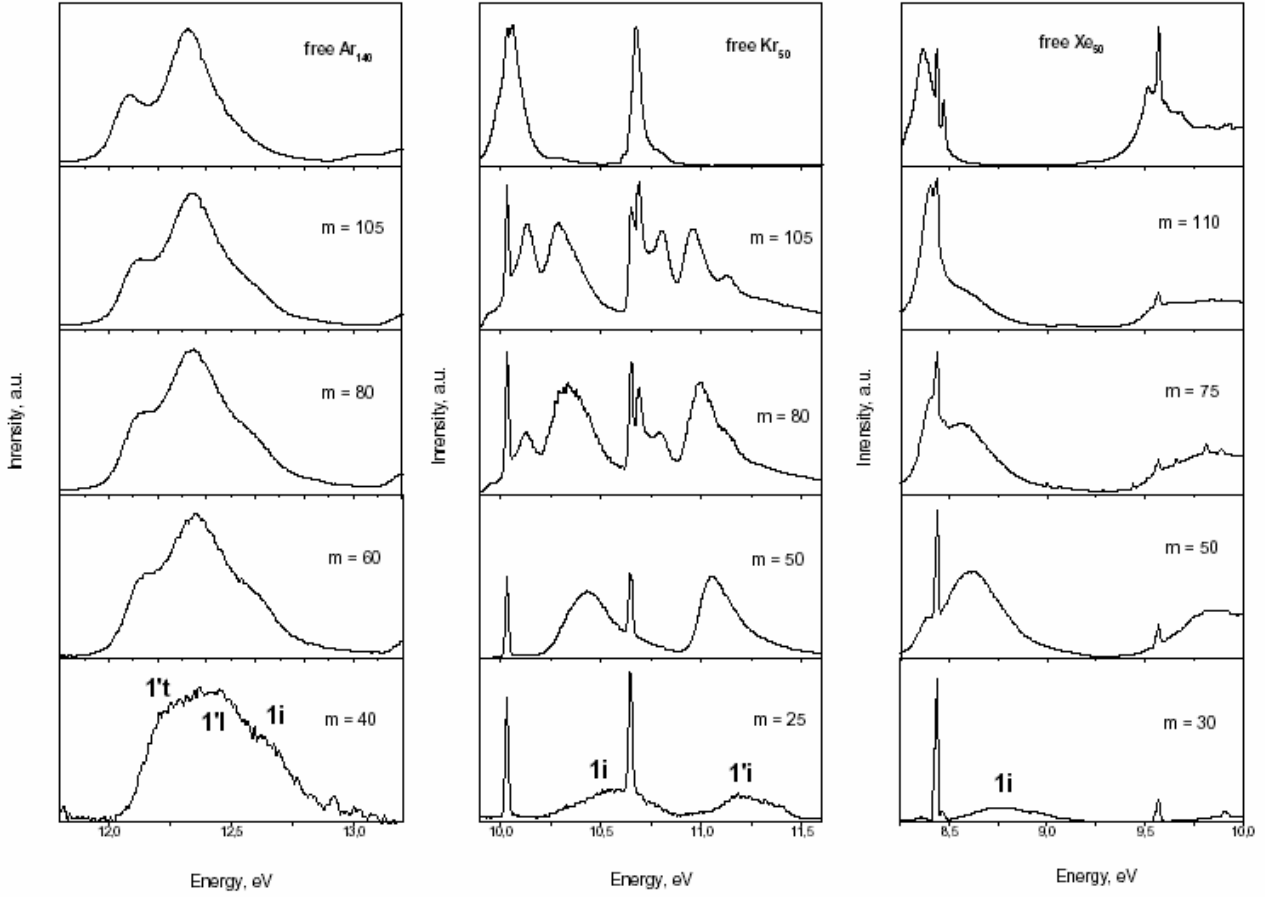 free Ar140
free Kr50
free Xe50
m = 105
m = 105
m = 110
m = 80
m = 80
m = 75
m = 60
m = 50
m = 50
1't
1'l
1i
m = 40
1i
1'i
m = 25
1i
m = 30
Inrensity, a.u.
Inrensity, a.u.
Inrensity, a.u.
12,0 12,5 13,0
10,0 10,5 11,0 11,5
8,5 9,0 9,5 10,0
Energy, eV
Energy, eV
Energy, eV